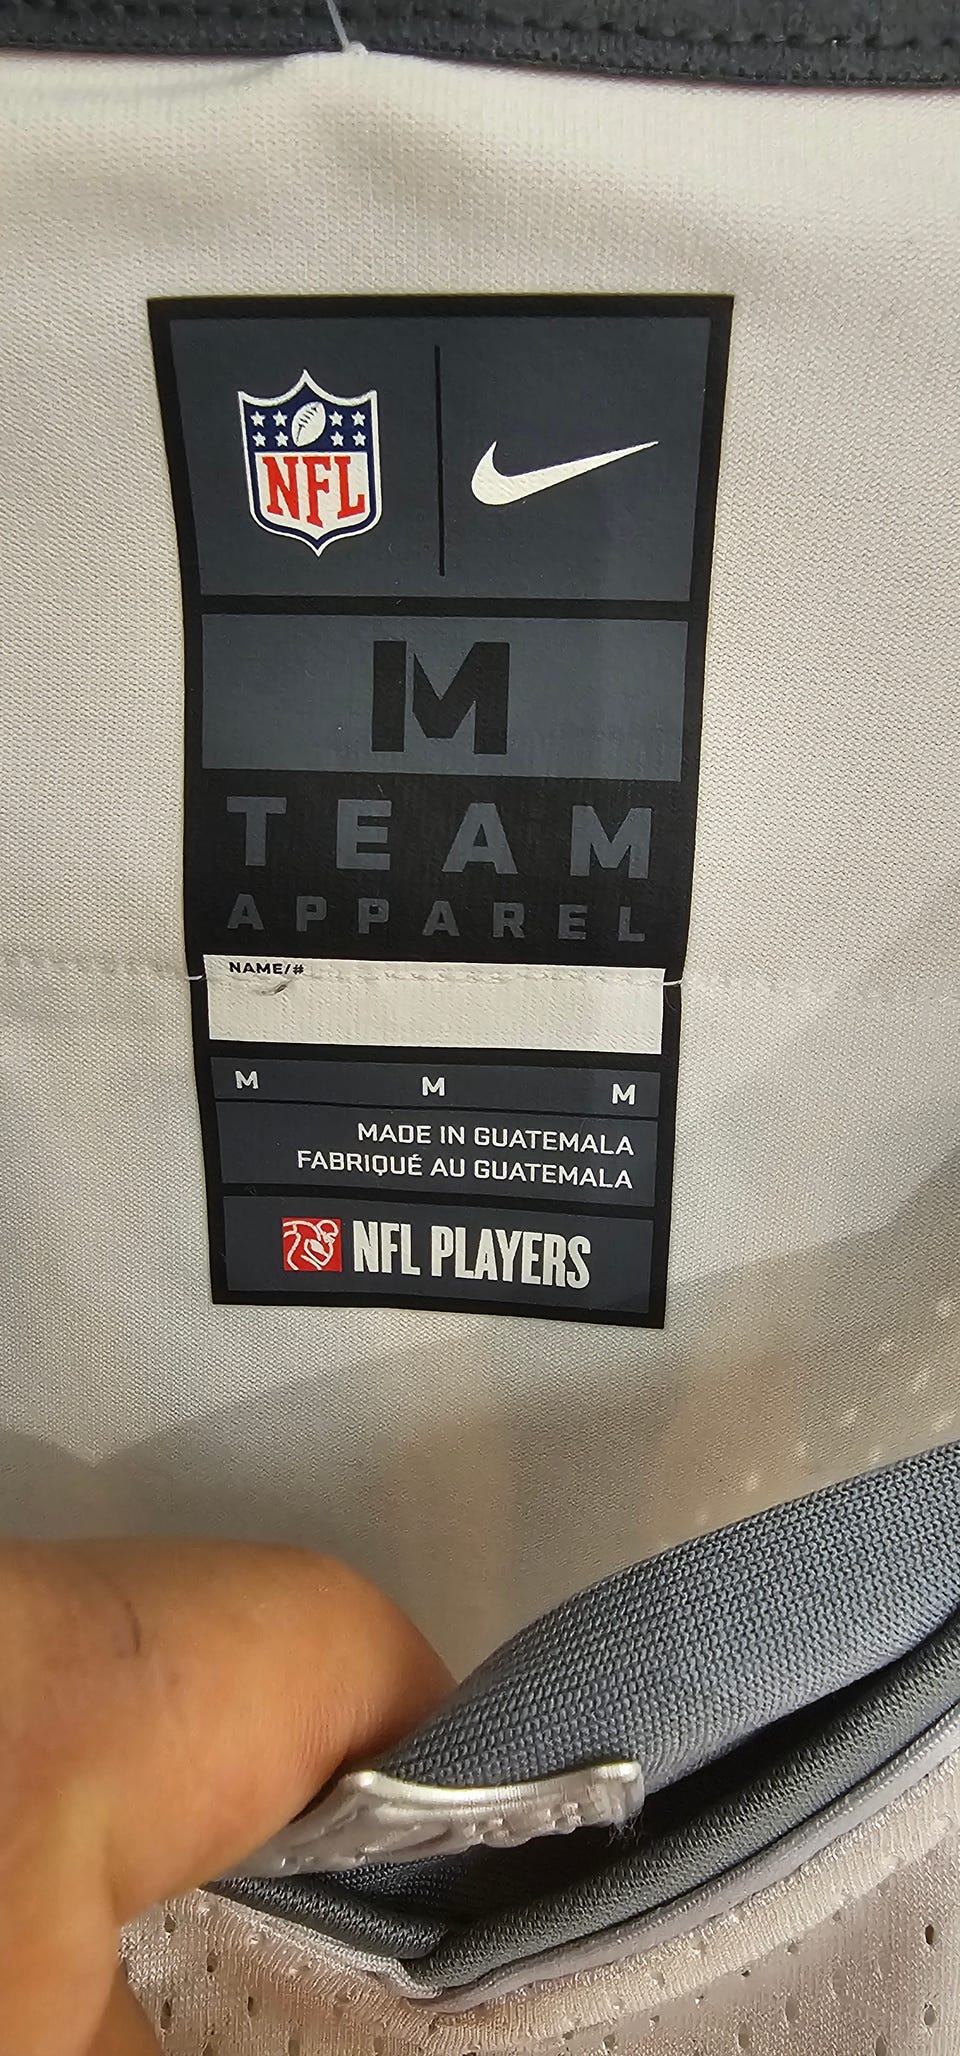 NFL
M
TEAM
APPAREL
NAME/#
M M M
MADE IN GUATEMALA
FABRIQUÉ AU GUATEMALA
NFL PLAYERS